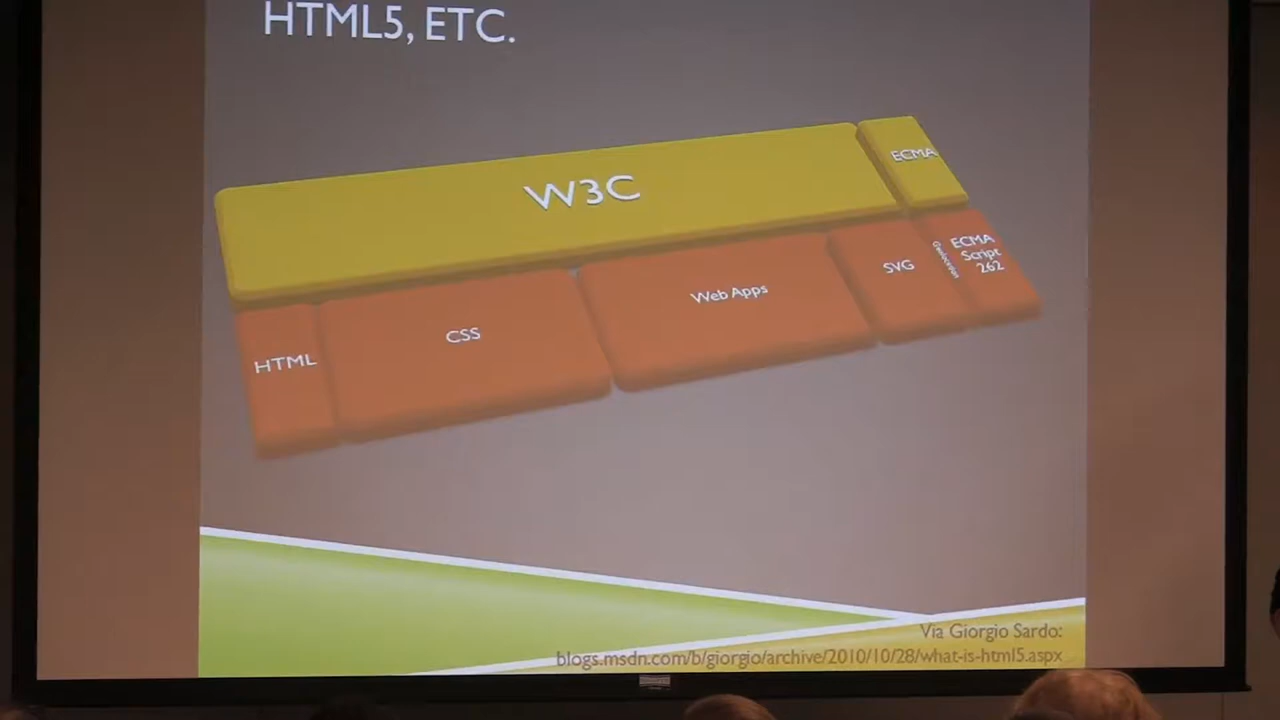 HTML5, ETC.
W3C
ECMA
HTML
CSS
Web Apps
SVG
Geolocation
ECMA
Script
262
Via Giorgio Sardo:
blogs.msdn.com/b/giorgio/archive/2010/10/28/what-is-html5.aspx